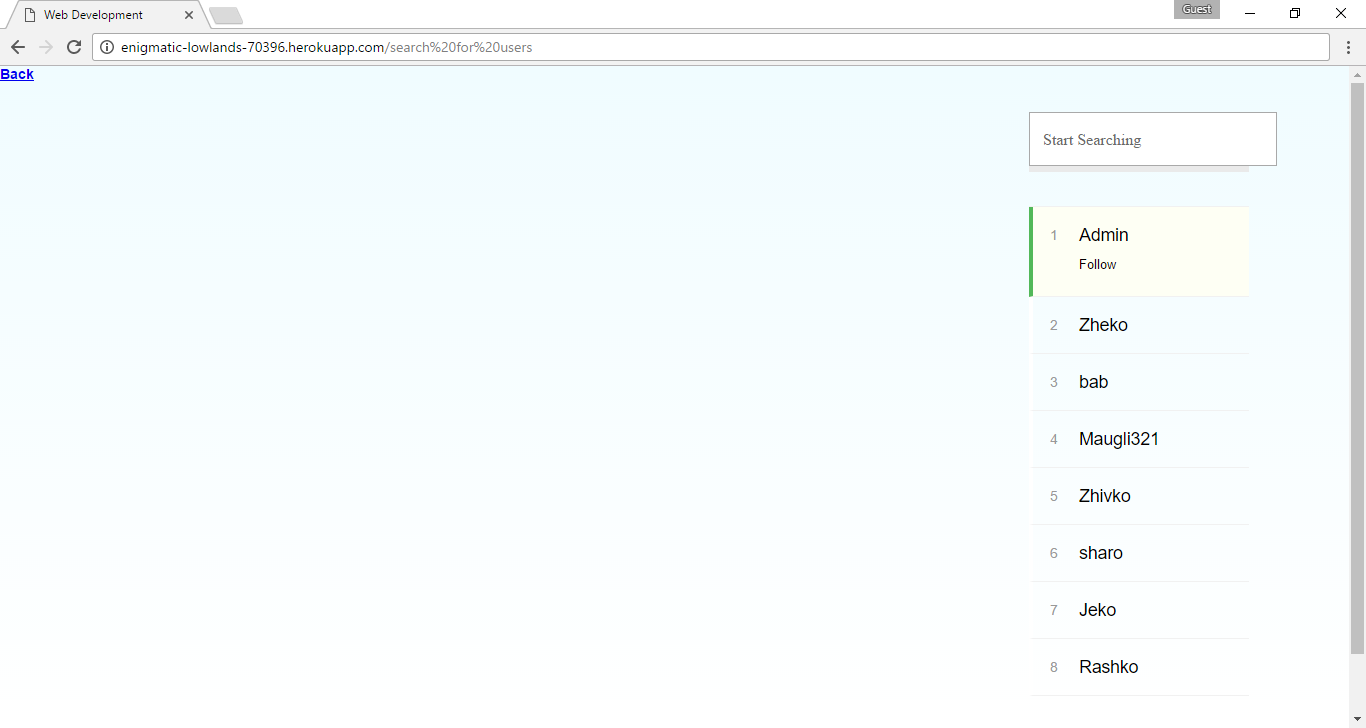 Web Development
Guest
enigmatic-lowlands-70396.herokuapp.com/search%20for%20users
Back
Start Searching
1 Admin
Follow
2 Zheko
3 bab
4 Maugli321
5 Zhivko
6 sharo
7 Jeko
8 Rashko